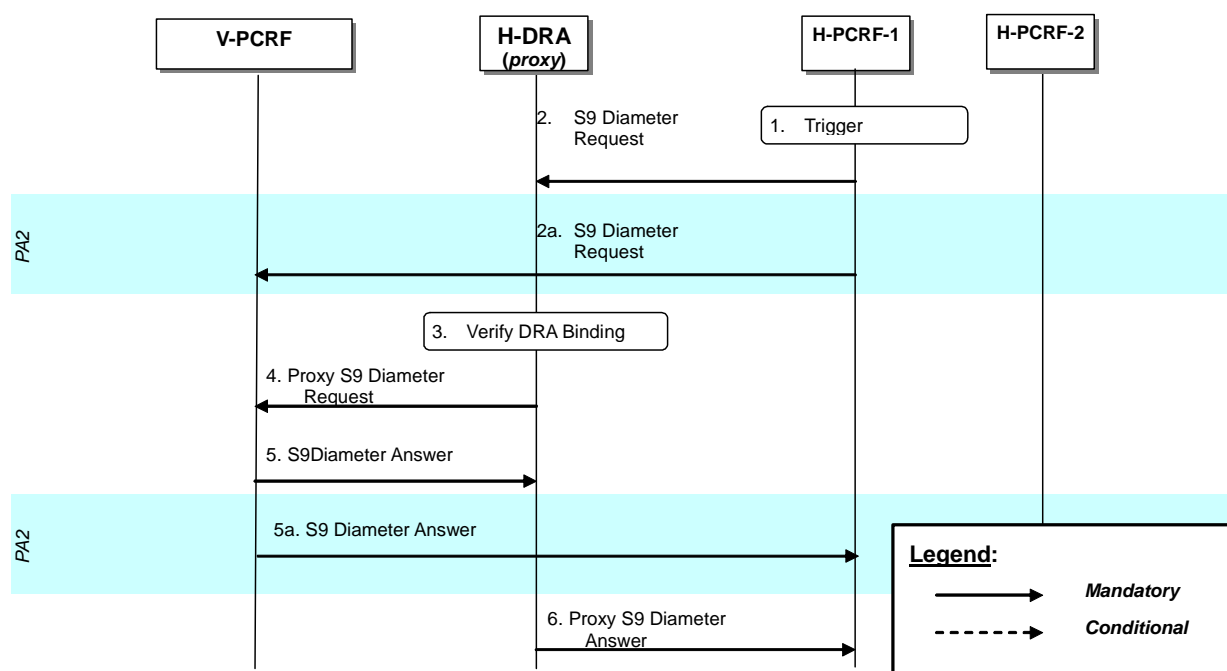 V-PCRF
H-DRA
(proxy)
H-PCRF-1
H-PCRF-2
1. Trigger
2. S9 Diameter
Request
PA2
2a. S9 Diameter
Request
3. Verify DRA Binding
4. Proxy S9 Diameter
Request
5. S9Diameter Answer
PA2
5a. S9 Diameter Answer
6. Proxy S9 Diameter
Answer
Legend:
Mandatory
Conditional